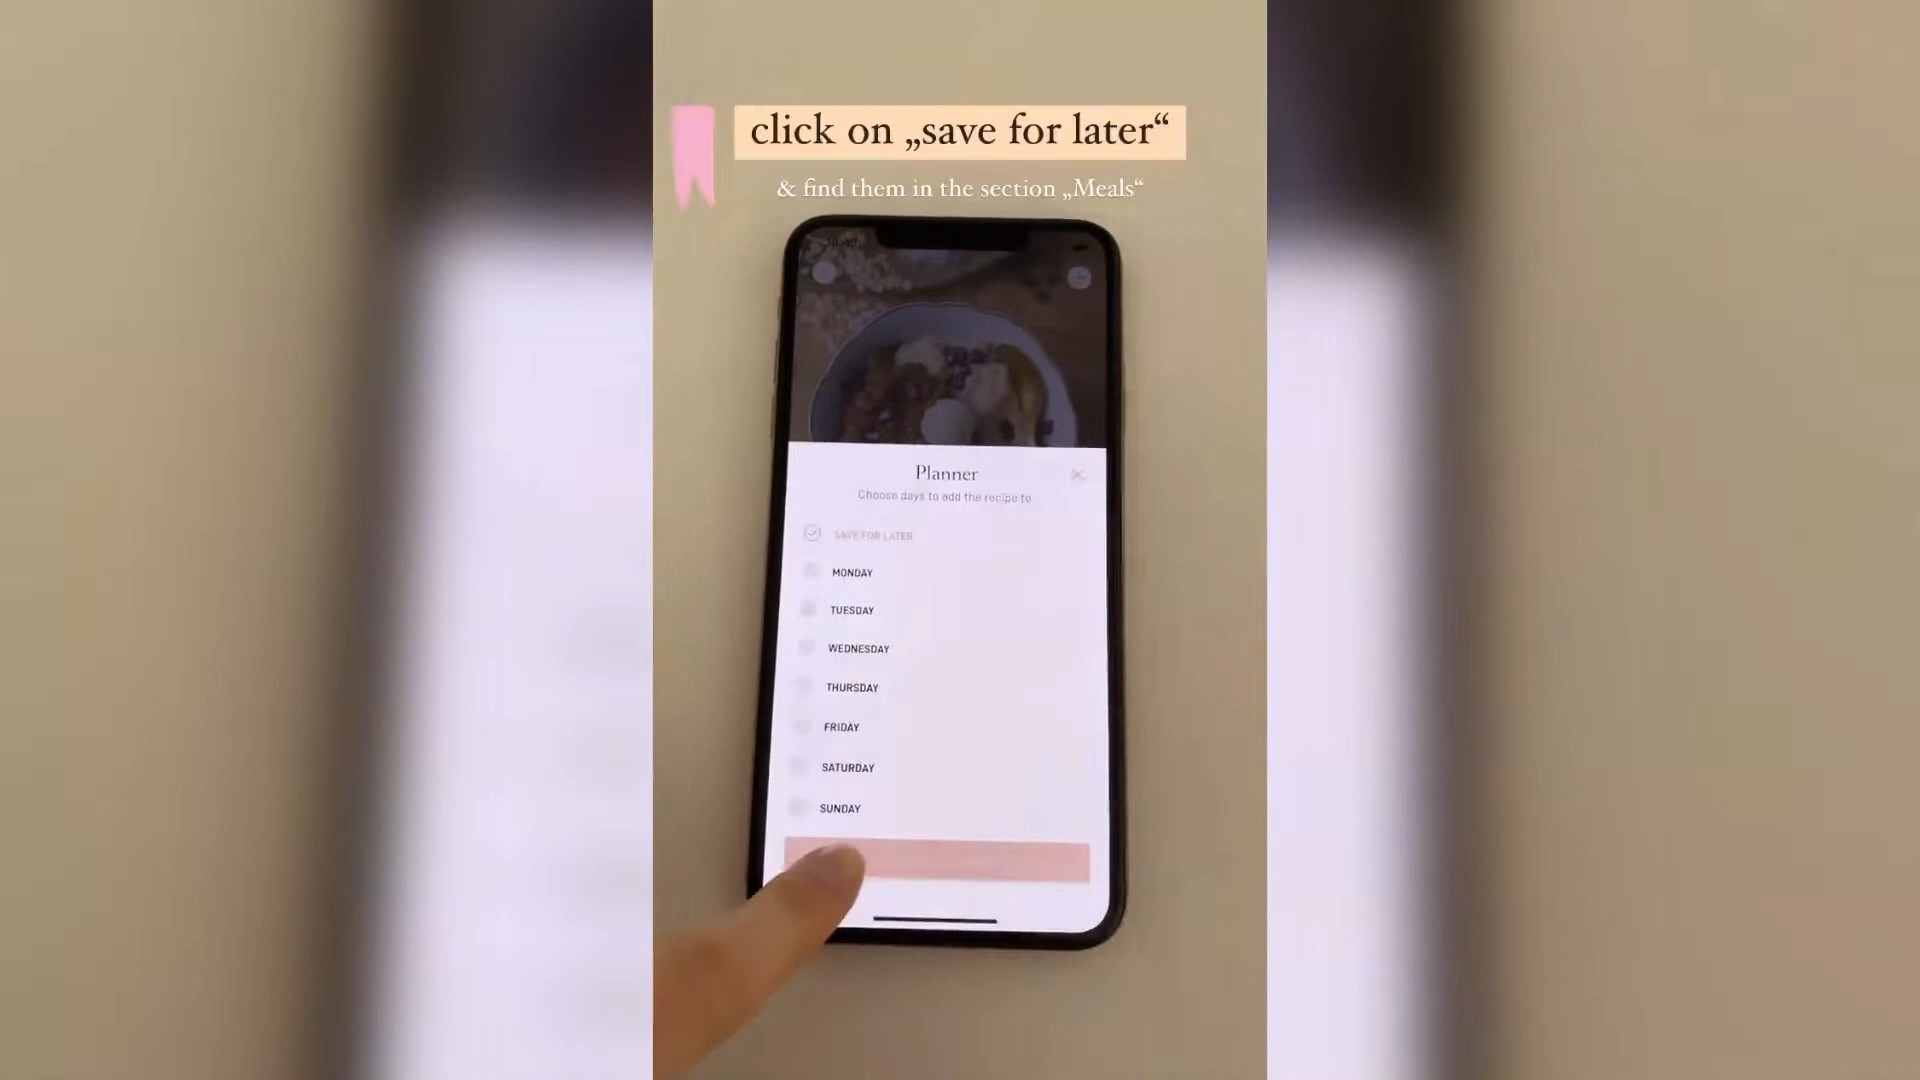 click on „save for later“
& find them in the section „Meals“
Planner
Choose days to add the recipe to
SAVE FOR LATER
MONDAY
TUESDAY
WEDNESDAY
THURSDAY
FRIDAY
SATURDAY
SUNDAY